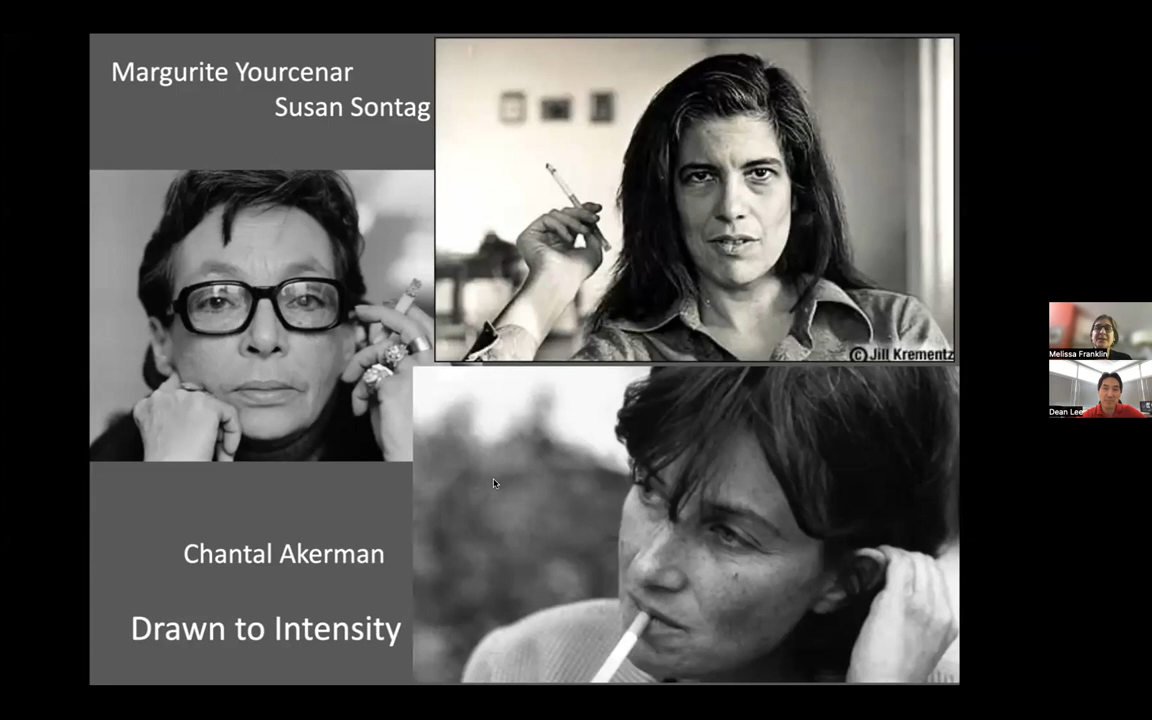 Margurite Yourcenar
Susan Sontag
© Jill Krementz
Chantal Akerman
Drawn to Intensity
Melissa Franklin
Dean Lee